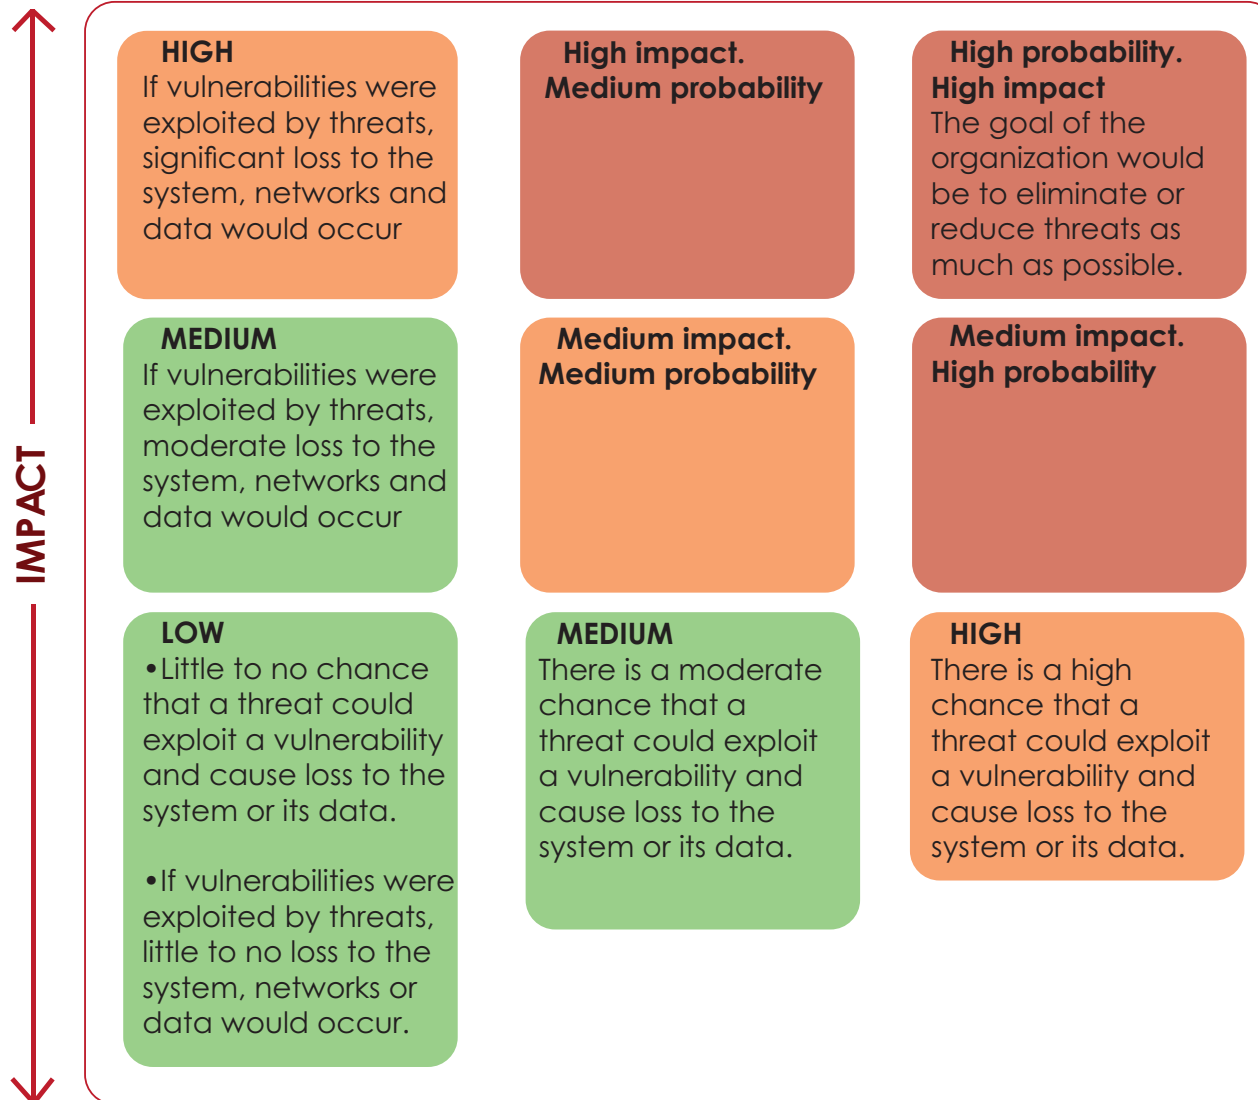 IMPACT
HIGH
If vulnerabilities were
exploited by threats,
significant loss to the
system, networks and
data would occur
High impact.
Medium probability
High probability.
High impact
The goal of the
organization would
be to eliminate or
reduce threats as
much as possible.
MEDIUM
If vulnerabilities were
exploited by threats,
moderate loss to the
system, networks and
data would occur
Medium impact.
Medium probability
Medium impact.
High probability
LOW
•Little to no chance
that a threat could
exploit a vulnerability
and cause loss to the
system or its data.
•If vulnerabilities were
exploited by threats,
little to no loss to the
system, networks or
data would occur.
MEDIUM
There is a moderate
chance that a
threat could exploit
a vulnerability and
cause loss to the
system or its data.
HIGH
There is a high
chance that a
threat could exploit
a vulnerability and
cause loss to the
system or its data.